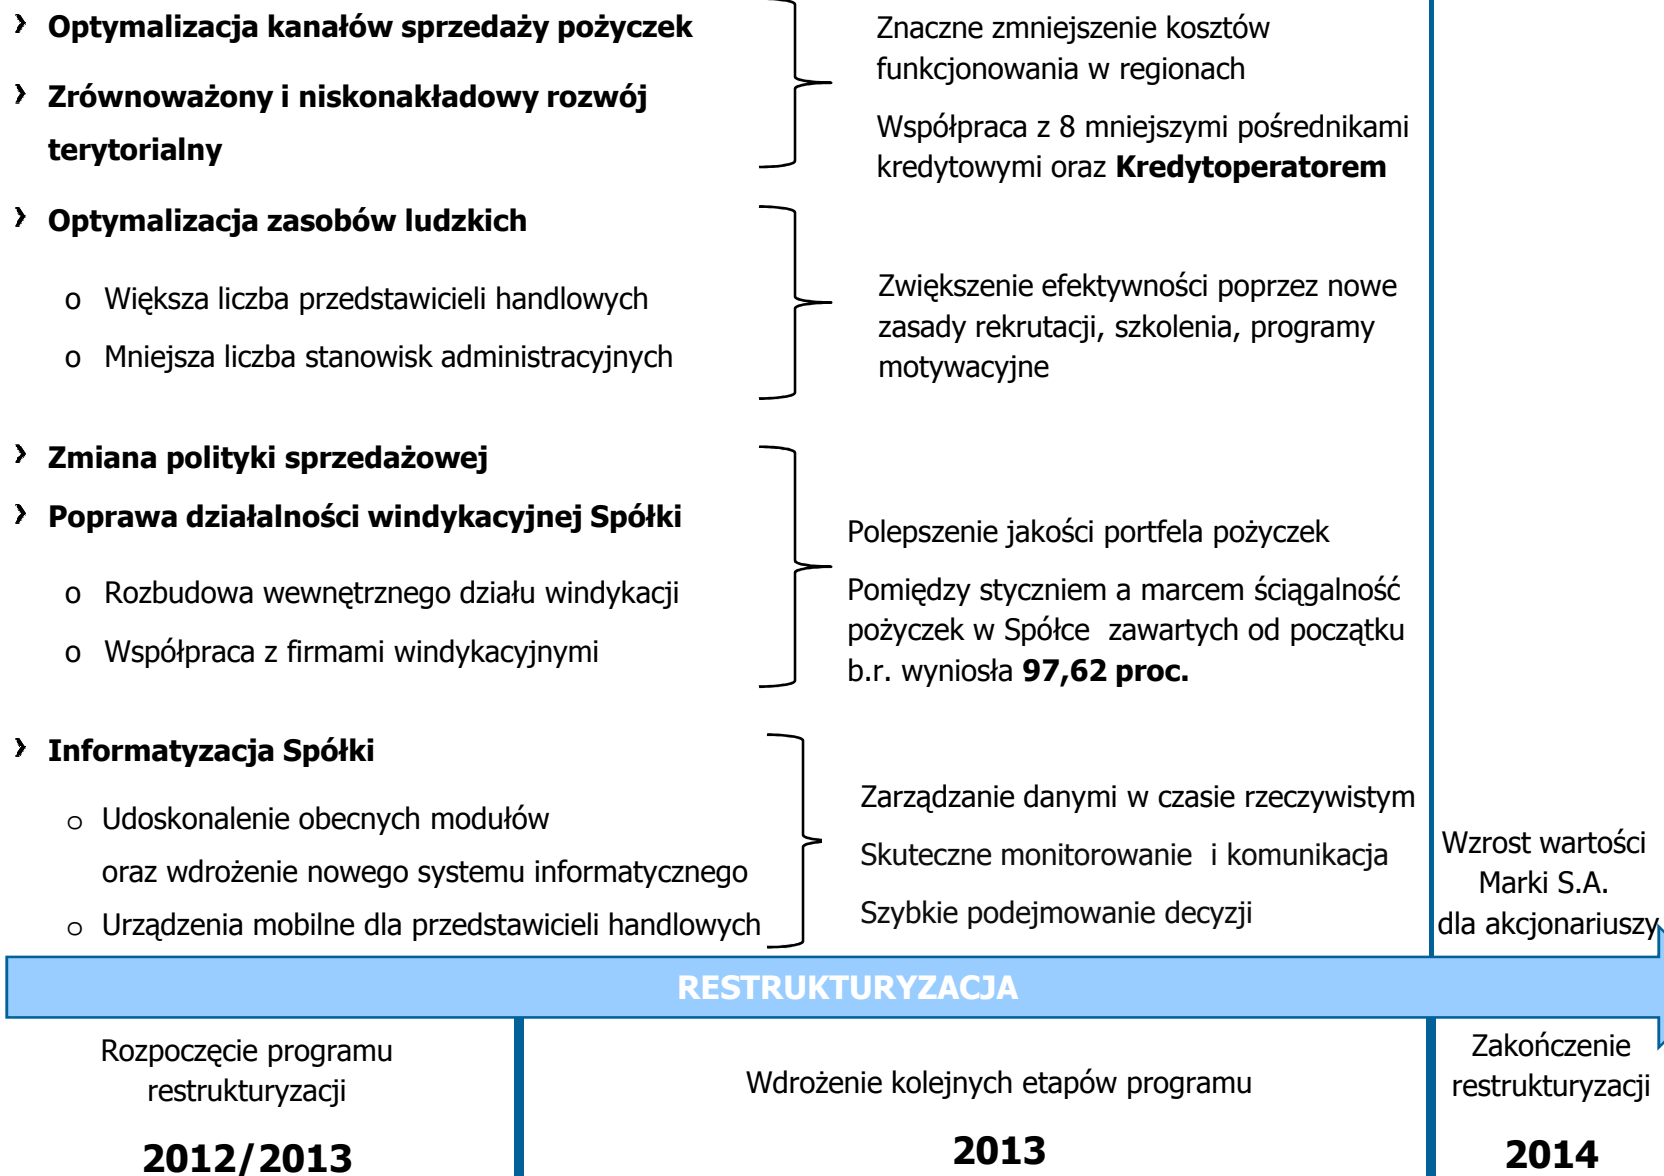 Optymalizacja kanałów sprzedaży pożyczek
Zrównoważony i niskonakładowy rozwój
terytorialny
Znaczne zmniejszenie kosztów
funkcjonowania w regionach
Współpraca z 8 mniejszymi pośrednikami
kredytowymi oraz Kredytoperatorem
Optymalizacja zasobów ludzkich
o Większa liczba przedstawicieli handlowych
o Mniejsza liczba stanowisk administracyjnych
Zwiększenie efektywności poprzez nowe
zasady rekrutacji, szkolenia, programy
motywacyjne
Zmiana polityki sprzedażowej
Poprawa działalności windykacyjnej Spółki
o Rozbudowa wewnętrznego działu windykacji
o Współpraca z firmami windykacyjnymi
Polepszenie jakości portfela pożyczek
Pomiędzy styczniem a marcem ściągalność
pożyczek w Spółce zawartych od początku
b.r. wyniosła 97,62 proc.
Informatyzacja Spółki
o Udoskonalenie obecnych modułów
oraz wdrożenie nowego systemu informatycznego
o Urządzenia mobilne dla przedstawicieli handlowych
Zarządzanie danymi w czasie rzeczywistym
Skuteczne monitorowanie i komunikacja
Szybkie podejmowanie decyzji
Wzrost wartości
Marki S.A.
dla akcjonariuszy
RESTRUKTURYZACJA
Rozpoczęcie programu
restrukturyzacji
2012/2013
Wdrożenie kolejnych etapów programu
2013
Zakończenie
restrukturyzacji
2014